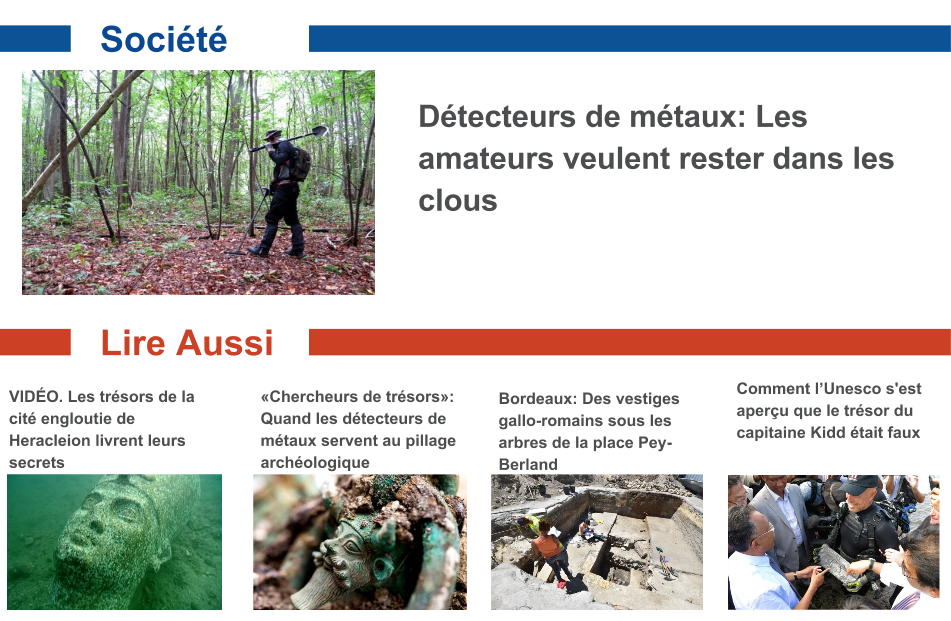 Société
Détecteurs de métaux: Les
amateurs veulent rester dans les
clous
Lire Aussi
VIDÉO. Les trésors de la
cité engloutie de
Heracleion livrent leurs
secrets
«Chercheurs de trésors»:
Quand les détecteurs de
métaux servent au pillage
archéologique
Bordeaux: Des vestiges
gallo-romains sous les
arbres de la place Pey-
Berland
Comment l’Unesco s'est
aperçu que le trésor du
capitaine Kidd était faux